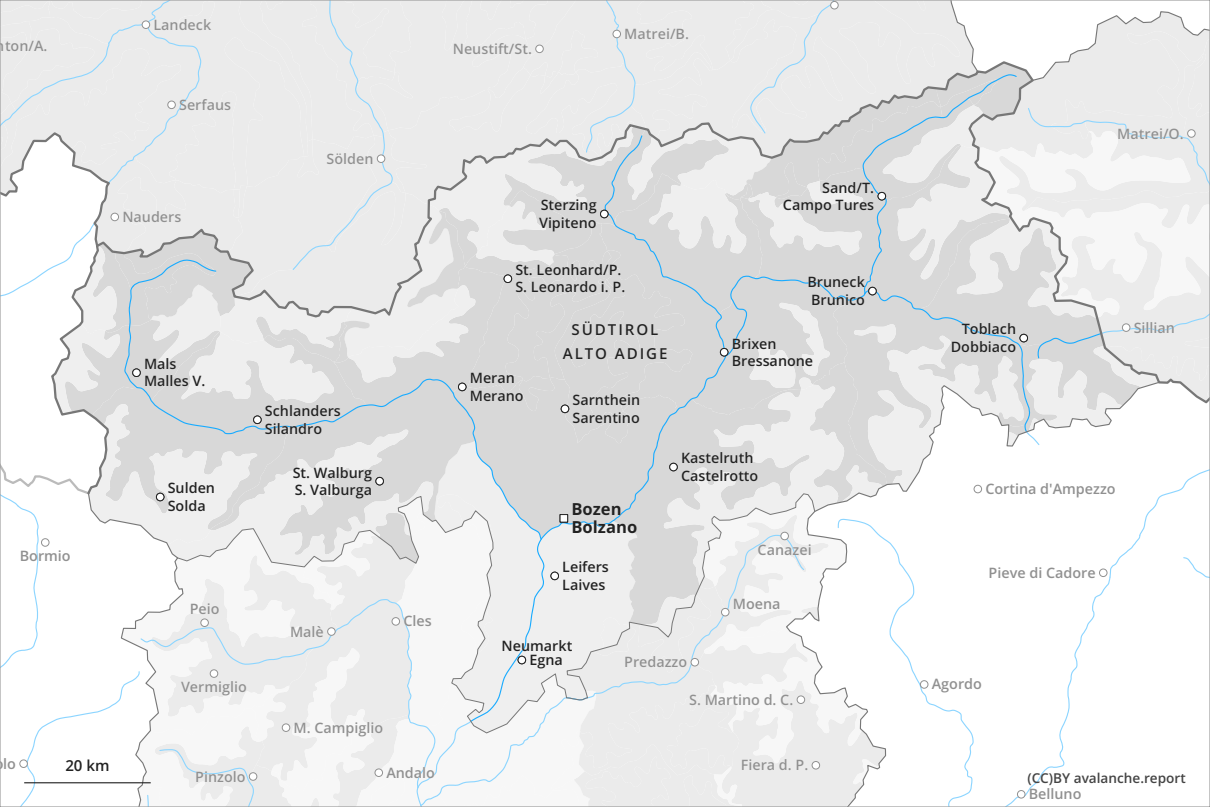 Landeck
nton/A.
Neustift/St.
Matrei/B.
Serfaus
Matrei/O.
Sölden
Nauders
Sand/T.
Campo Tures
Sterzing
Vipiteno
St. Leonhard/P.
S. Leonardo i. P.
Bruneck
Brunico
SÜDTIROL
ALTO ADIGE
Toblach
Dobbiaco
Sillian
Brixen
Bressanone
Mals
Malles V.
Meran
Merano
Sarnthein
Sarentino
Schlanders
Silandro
Kastelruth
Castelrotto
St. Walburg
S. Valburga
Sulden
Solda
Cortina d'Ampezzo
Bozen
Bolzano
Bormio
Canazei
Leifers
Laives
Pieve di Cadore
Peio
Moena
Cles
Malè
Neumarkt
Egna
Predazzo
Vermiglio
Agordo
S. Martino d. C.
M. Campiglio
olo
20 km
Pinzolo
Andalo
Fiera d. P.
(CC)BY avalanche.report
Belluno